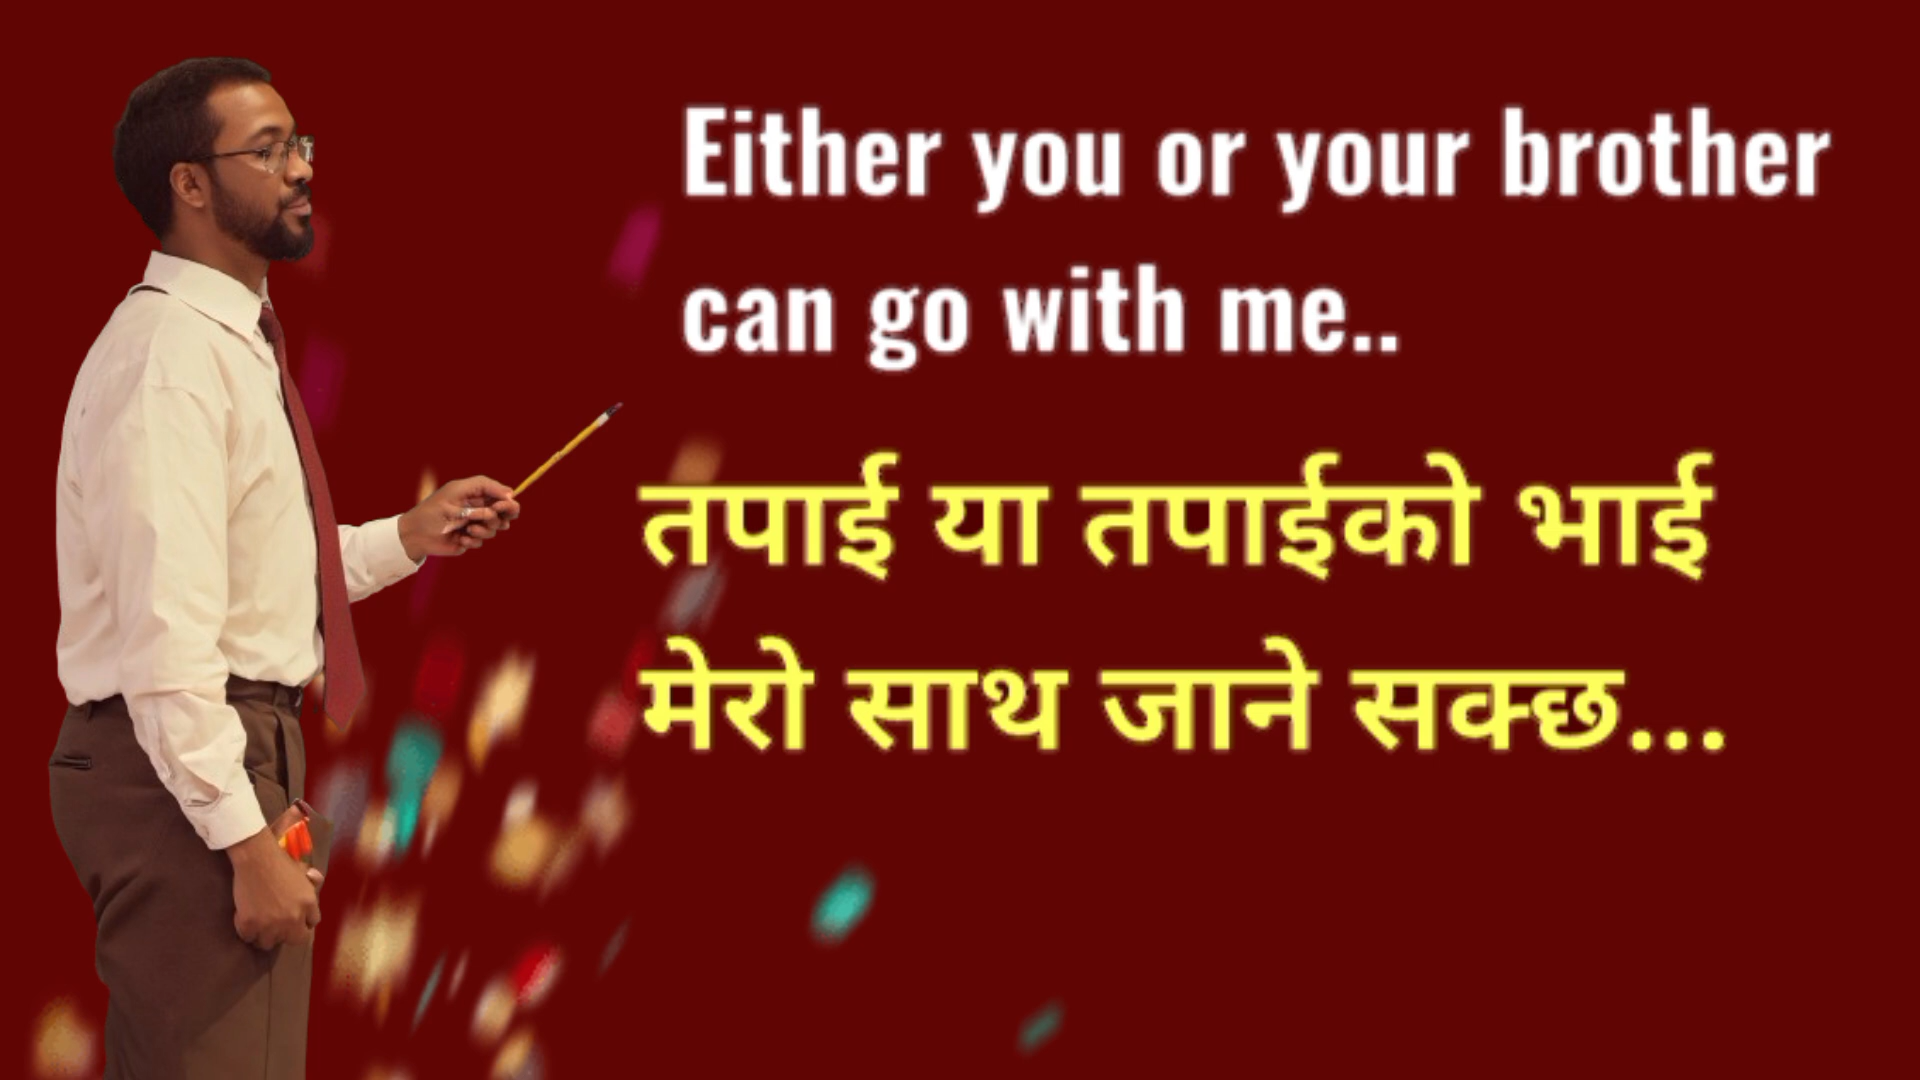 Either you or your brother
can go with me..
तपाई या तपाईको भाई
मेरो साथ जाने सक्छ...